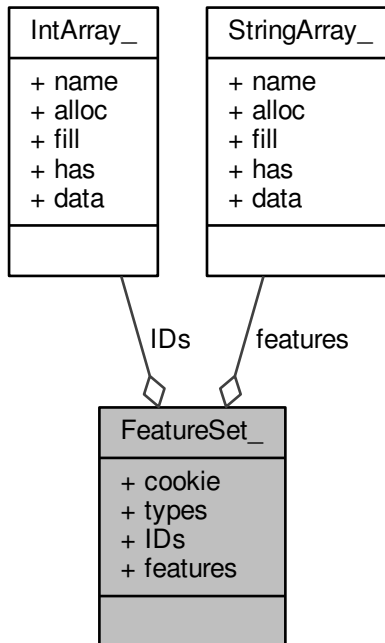 IntArray_
+ name
+ alloc
+ fill
+ has
+ data
StringArray_
+ name
+ alloc
+ fill
+ has
+ data
IDs
features
FeatureSet_
+ cookie
+ types
+ IDs
+ features